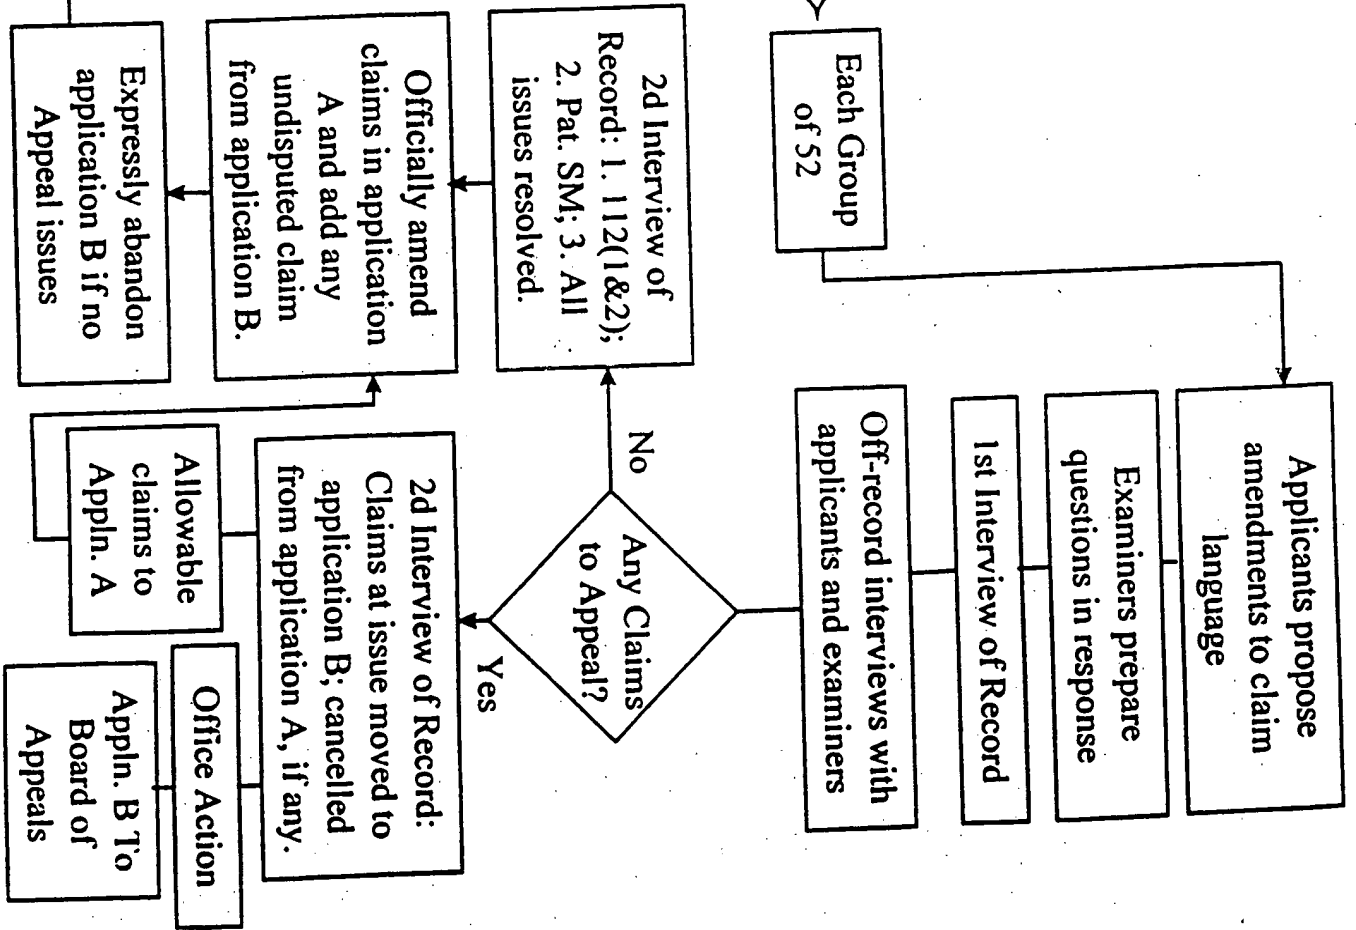 Each Group
of 52
Applicants propose
amendments to claim
language
Examiners prepare
questions in response
1st Interview of Record
Off-record interviews with
applicants and examiners
Any Claims
to Appeal?
No
Yes
2d Interview of
Record: 1. 112(1&2);
2. Pat. SM; 3. All
issues resolved.
Officially amend
claims in application
A and add any
undisputed claim
from application B.
Expressly abandon
application B if no
Appeal issues
2d Interview of Record:
Claims at issue moved to
application B; cancelled
from application A, if any.
Allowable
claims to
Appln. A
Office Action
Appln. B To
Board of
Appeals